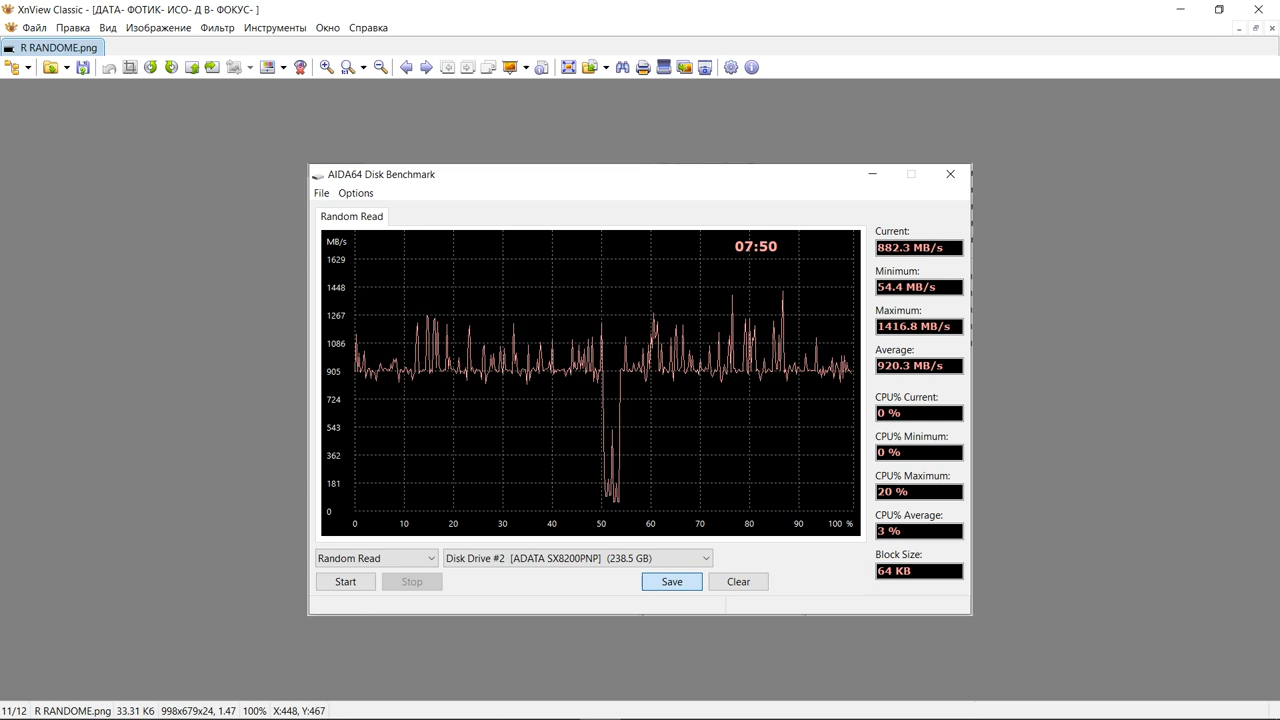 XnView Classic - [ДАТА- ФОТИК- ИСО- Д В- ФОКУС- ]
Файл Правка Вид Изображение Фильтр Инструменты Окно Справка
R RANDOME.png
AIDA64 Disk Benchmark
File Options
Random Read
MB/s
1629
1448
1267
1086
905
724
543
362
181
0
07:50
0 10 20 30 40 50 60 70 80 90 100 %
Current:
882.3 MB/s
Minimum:
54.4 MB/s
Maximum:
1416.8 MB/s
Average:
920.3 MB/s
CPU% Current:
0 %
CPU% Minimum:
0 %
CPU% Maximum:
20 %
CPU% Average:
3 %
Block Size:
64 KB
Random Read Disk Drive #2 [ADATA SX8200PNP] (238.5 GB)
Start Stop Save Clear
11/12 R RANDOME.png 33.31 Кб 998x679x24, 1.47 100% X:448, Y:467